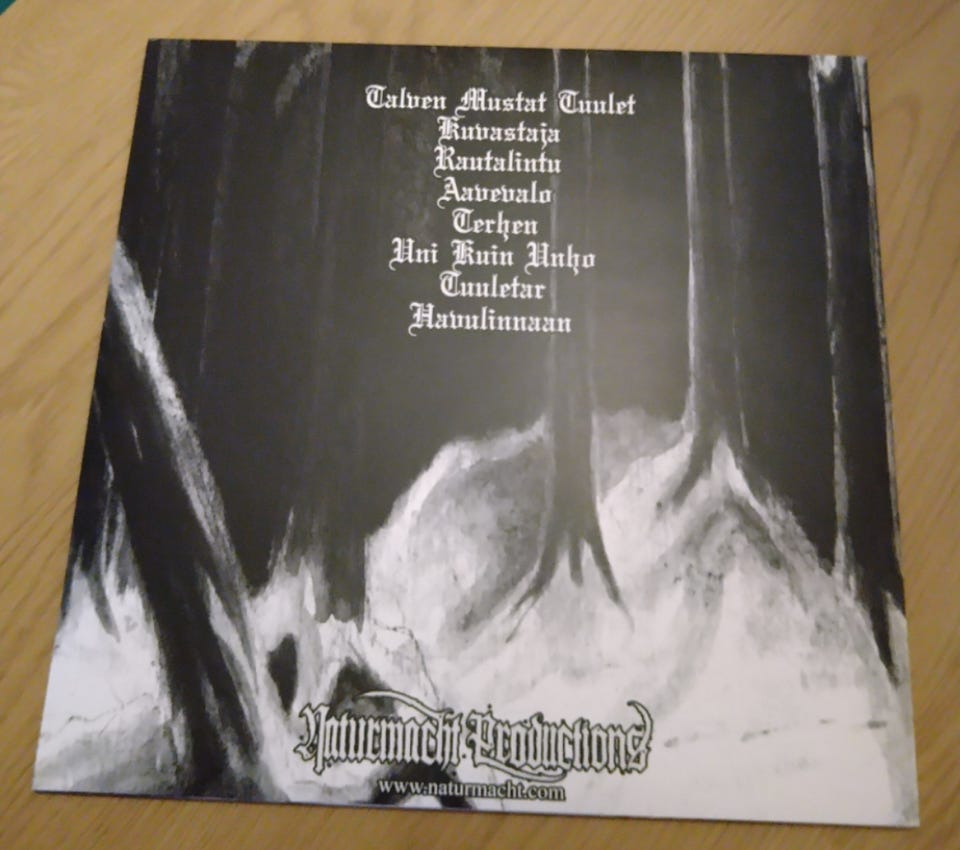 Talven Mustat Tuulet
Kuvastaja
Rautalintu
Aavevalo
Terhen
Uni Kuin Unho
Tuuletar
Havulinnaan
Naturmacht Productions
www.naturmacht.com